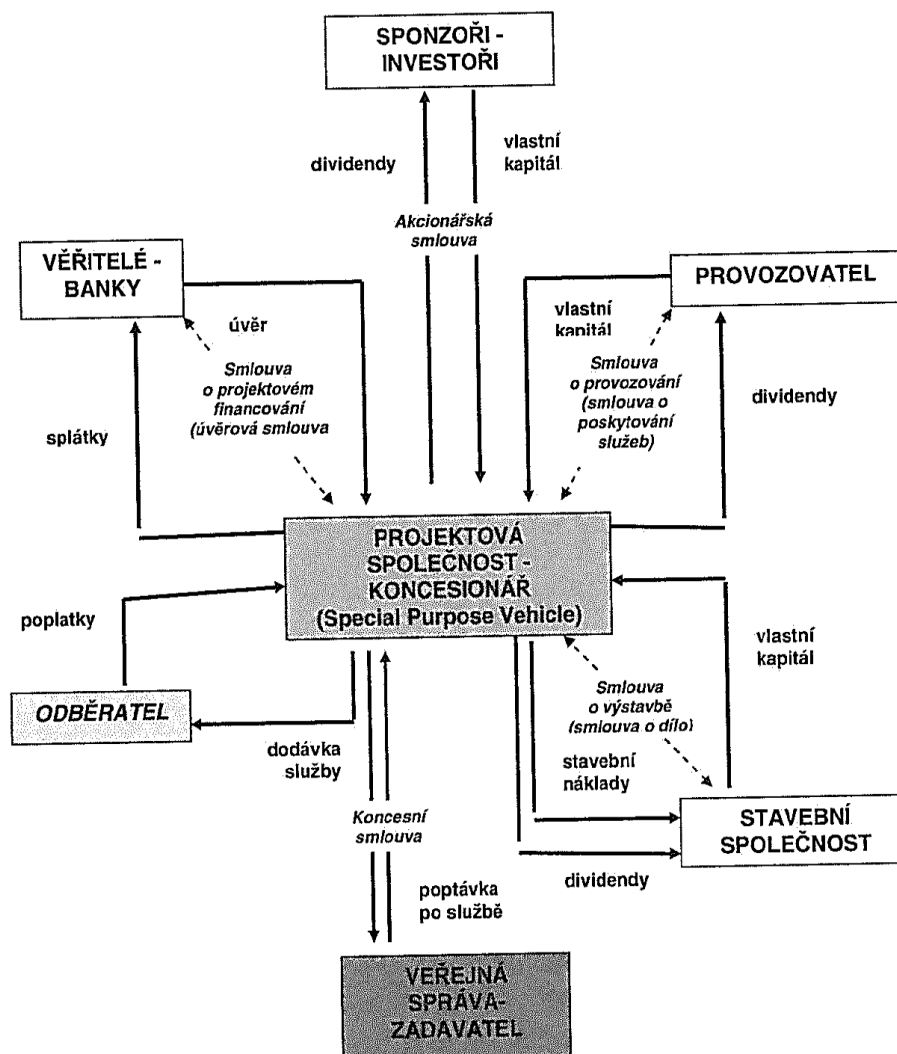 SPONZOŘI -
INVESTOŘI
dividendy
vlastní
kapitál
Akcionářská
smlouva
VĚŘITELÉ -
BANKY
PROVOZOVATEL
úvěr
vlastní
kapitál
Smlouva
o projektovém
financování
(úvěrová smlouva
Smlouva
o provozování
(smlouva o
poskytování
služeb)
splátky
dividendy
PROJEKTOVÁ
SPOLEČNOST -
KONCESIONÁŘ
(Special Purpose Vehicle)
poplatky
vlastní
kapitál
ODBĚRATEL
dodávka
služby
Smlouva
o výstavbě
(smlouva o dílo)
stavební
náklady
STAVEBNÍ
SPOLEČNOST
Koncesní
smlouva
dividendy
poptávka
po službě
VEŘEJNÁ
SPRÁVA-
ZADAVATEL